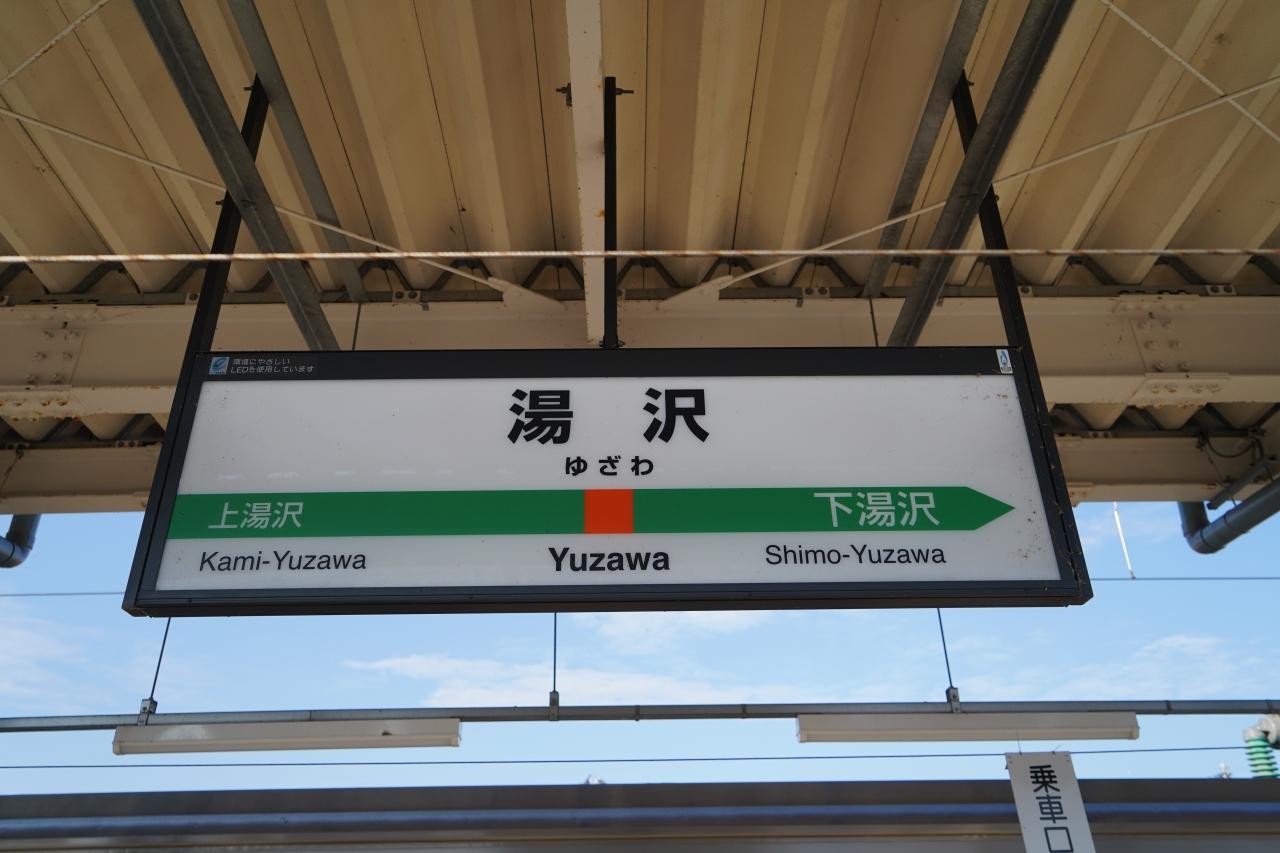 環境にやさしい
LEDを使用しています
湯 沢
ゆざわ
上湯沢 下湯沢
Kami-Yuzawa Yuzawa Shimo-Yuzawa
乗車口